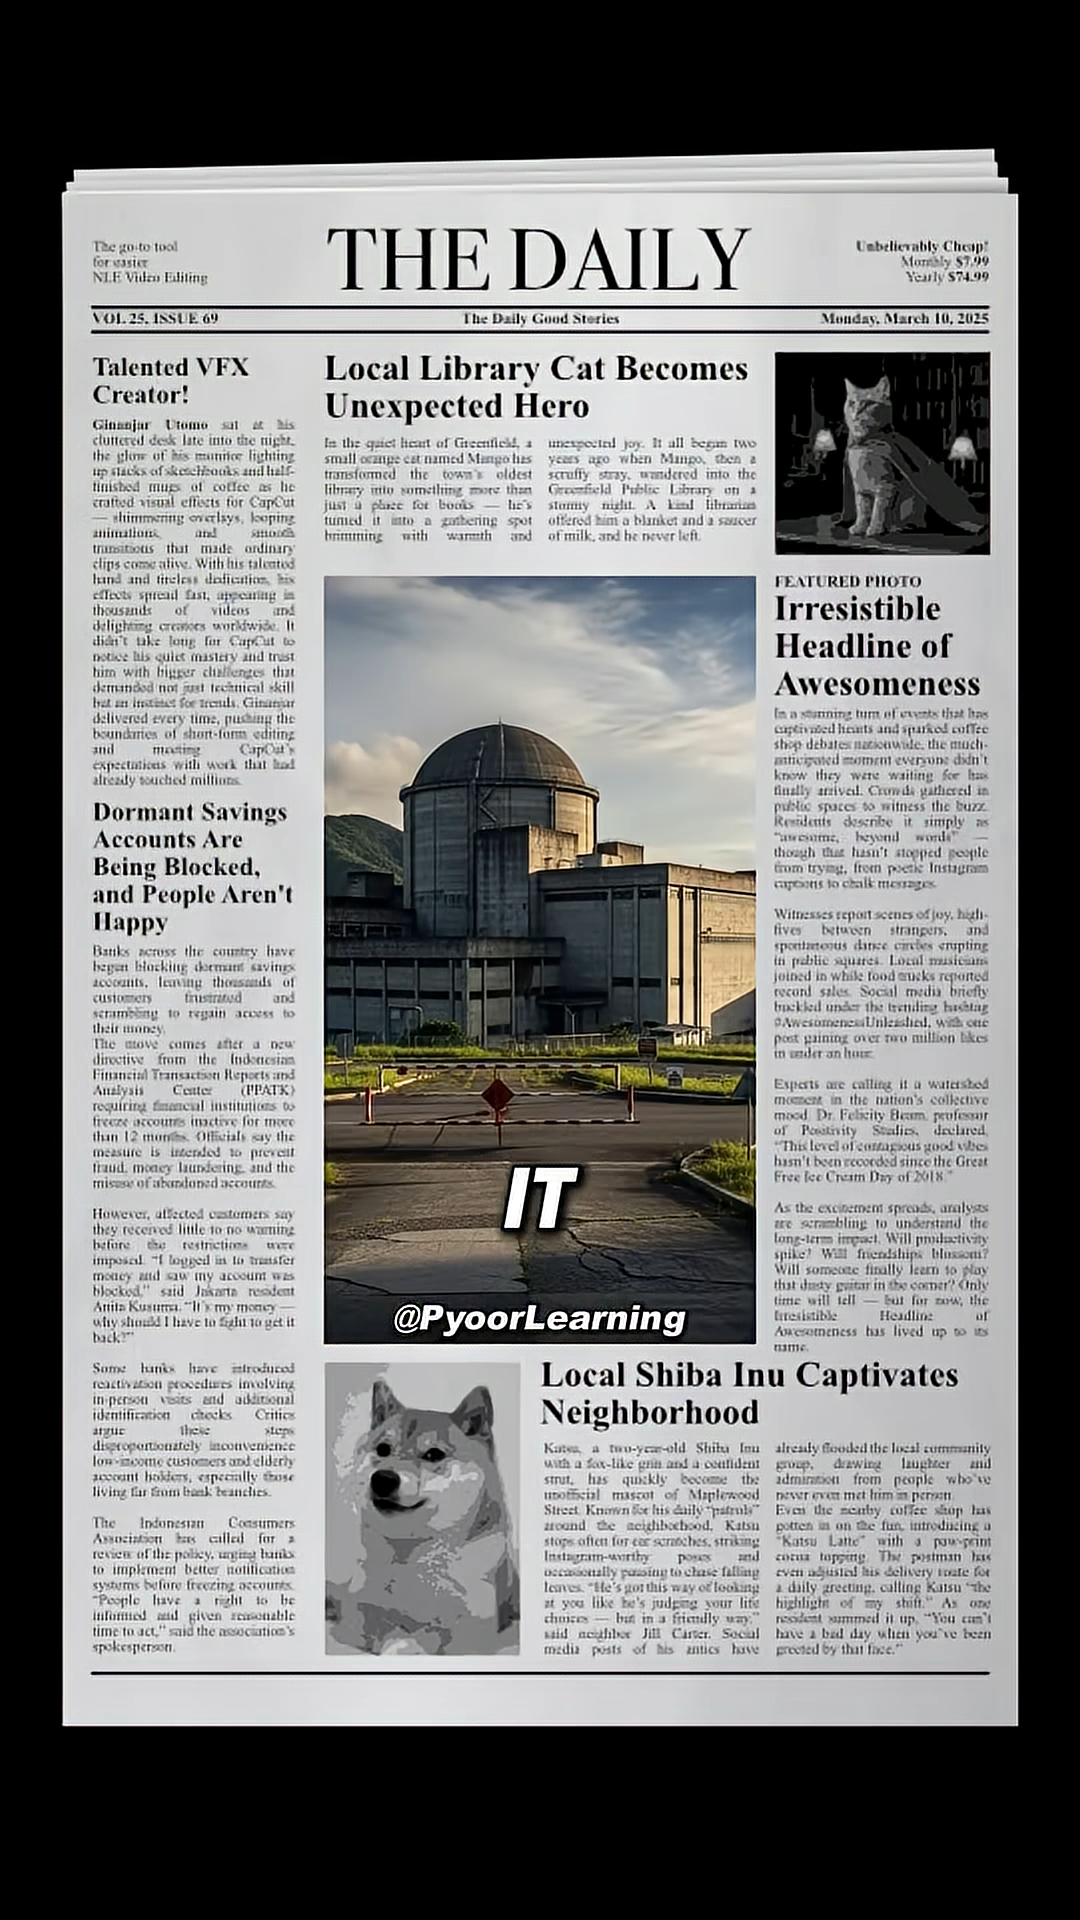 The go-to tool
for easier
NLE Video Editing
THE DAILY
Unbelievably Cheap!
Monthly $7.99
Yearly $74.99
VOL 25, ISSUE 69
The Daily Good Stories
Monday, March 10, 2025
Talented VFX
Creator!
Ginanjar Utomo sat at his
cluttered desk late into the night,
the glow of his monitor lighting
up stacks of sketchbooks and half-
finished mugs of coffee as he
crafted visual effects for CapCut
— shimmering overlays, looping
animations, and smooth
transitions that made ordinary
clips come alive. With his talented
hand and tireless dedication, his
effects spread fast, appearing in
thousands of videos and
delighting creators worldwide. It
didn't take long for CapCut to
notice his quiet mastery and trust
him with bigger challenges that
demanded not just technical skill
but an instinct for trends. Ginanjar
delivered every time, pushing the
boundaries of short-form editing
and meeting CapCut's
expectations with work that had
already touched millions.
Dormant Savings
Accounts Are
Being Blocked,
and People Aren't
Happy
Banks across the country have
began blocking dormant savings
accounts, leaving thousands of
customers frustrated and
scrambling to regain access to
their money.
The move comes after a new
directive from the Indonesian
Financial Transaction Reports and
Analysis Center (PPATK)
requiring financial institutions to
freeze accounts inactive for more
than 12 months. Officials say the
measure is intended to prevent
fraud, money laundering, and the
misuse of abandoned accounts.
However, affected customers say
they received little to no warning
before the restrictions were
imposed. "I logged in to transfer
money and saw my account was
blocked," said Jakarta resident
Anita Kusuma. "It's my money —
why should I have to fight to get it
back?"
Some banks have introduced
reactivation procedures involving
in-person visits and additional
identification checks. Critics
argue these steps
disproportionately inconvenience
low-income customers and elderly
account holders, especially those
living far from bank branches.
The Indonesian Consumers
Association has called for a
review of the policy, urging banks
to implement better notification
systems before freezing accounts.
"People have a right to be
informed and given reasonable
time to act," said the association's
spokesperson.
Local Library Cat Becomes
Unexpected Hero
In the quiet heart of Greenfield, a
small orange cat named Mango has
transformed the town's oldest
library into something more than
just a place for books — he's
turned it into a gathering spot
brimming with warmth and
unexpected joy. It all began two
years ago when Mango, then a
scruffy stray, wandered into the
Greenfield Public Library on a
stormy night. A kind librarian
offered him a blanket and a saucer
of milk, and he never left.
IT
@PyoorLearning
FEATURED PHOTO
Irresistible
Headline of
Awesomeness
In a stunning turn of events that has
captivated hearts and sparked coffee
shop debates nationwide, the much-
anticipated moment everyone didn't
know they were waiting for has
finally arrived. Crowds gathered in
public spaces to witness the buzz.
Residents describe it simply as
"awesome, beyond words" —
though that hasn't stopped people
from trying, from poetic Instagram
captions to chalk messages.
Witnesses report scenes of joy, high-
fives between strangers, and
spontaneous dance circles erupting
in public squares. Local musicians
joined in while food trucks reported
record sales. Social media briefly
buckled under the trending hashtag
#AwesomenessUnleashed, with one
post gaining over two million likes
in under an hour.
Experts are calling it a watershed
moment in the nation's collective
mood. Dr. Felicity Beam, professor
of Positivity Studies, declared,
"This level of contagious good vibes
hasn't been recorded since the Great
Free Ice Cream Day of 2018."
As the excitement spreads, analysts
are scrambling to understand the
long-term impact. Will productivity
spike? Will friendships blossom?
Will someone finally learn to play
that dusty guitar in the corner? Only
time will tell — but for now, the
Irresistible Headline of
Awesomeness has lived up to its
name.
Local Shiba Inu Captivates
Neighborhood
Katsu, a two-year-old Shiba Inu
with a fox-like grin and a confident
strut, has quickly become the
unofficial mascot of Maplewood
Street. Known for his daily "patrols"
around the neighborhood, Katsu
stops often for ear scratches, striking
Instagram-worthy poses and
occasionally pausing to chase falling
leaves. "He's got this way of looking
at you like he's judging your life
choices — but in a friendly way,"
said neighbor Jill Carter. Social
media posts of his antics have
already flooded the local community
group, drawing laughter and
admiration from people who've
never even met him in person.
Even the nearby coffee shop has
gotten in on the fun, introducing a
"Katsu Latte" with a paw-print
cocoa topping. The postman has
even adjusted his delivery route for
a daily greeting, calling Katsu "the
highlight of my shift." As one
resident summed it up, "You can't
have a bad day when you've been
greeted by that face."